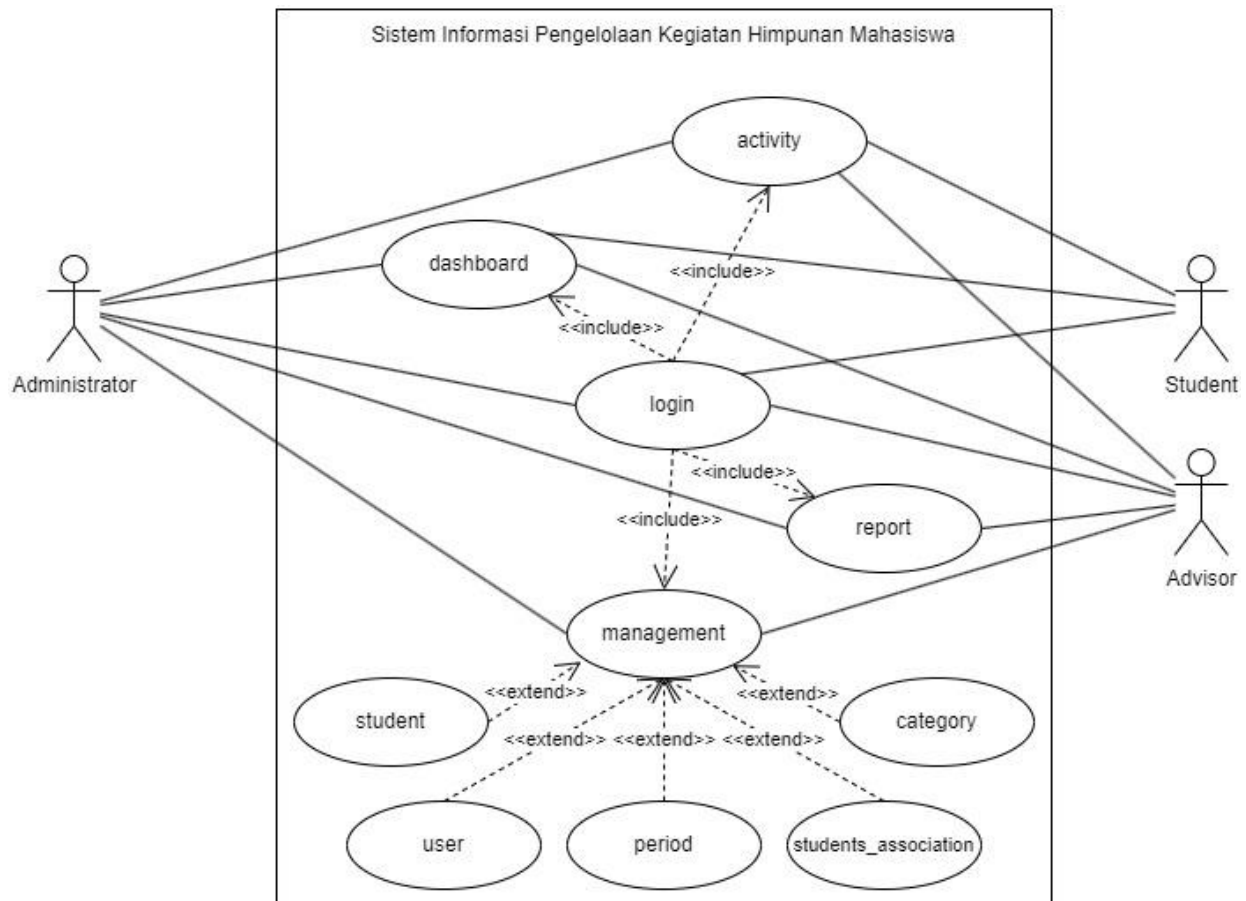 Sistem Informasi Pengelolaan Kegiatan Himpunan Mahasiswa
activity
dashboard
<<include>>
<<include>>
Administrator
Student
login
<<include>>
<<include>>
report
Advisor
management
<<extend>>
<<extend>>
student
category
<<extend>>
<<extend>>
<<extend>>
user
period
students_association